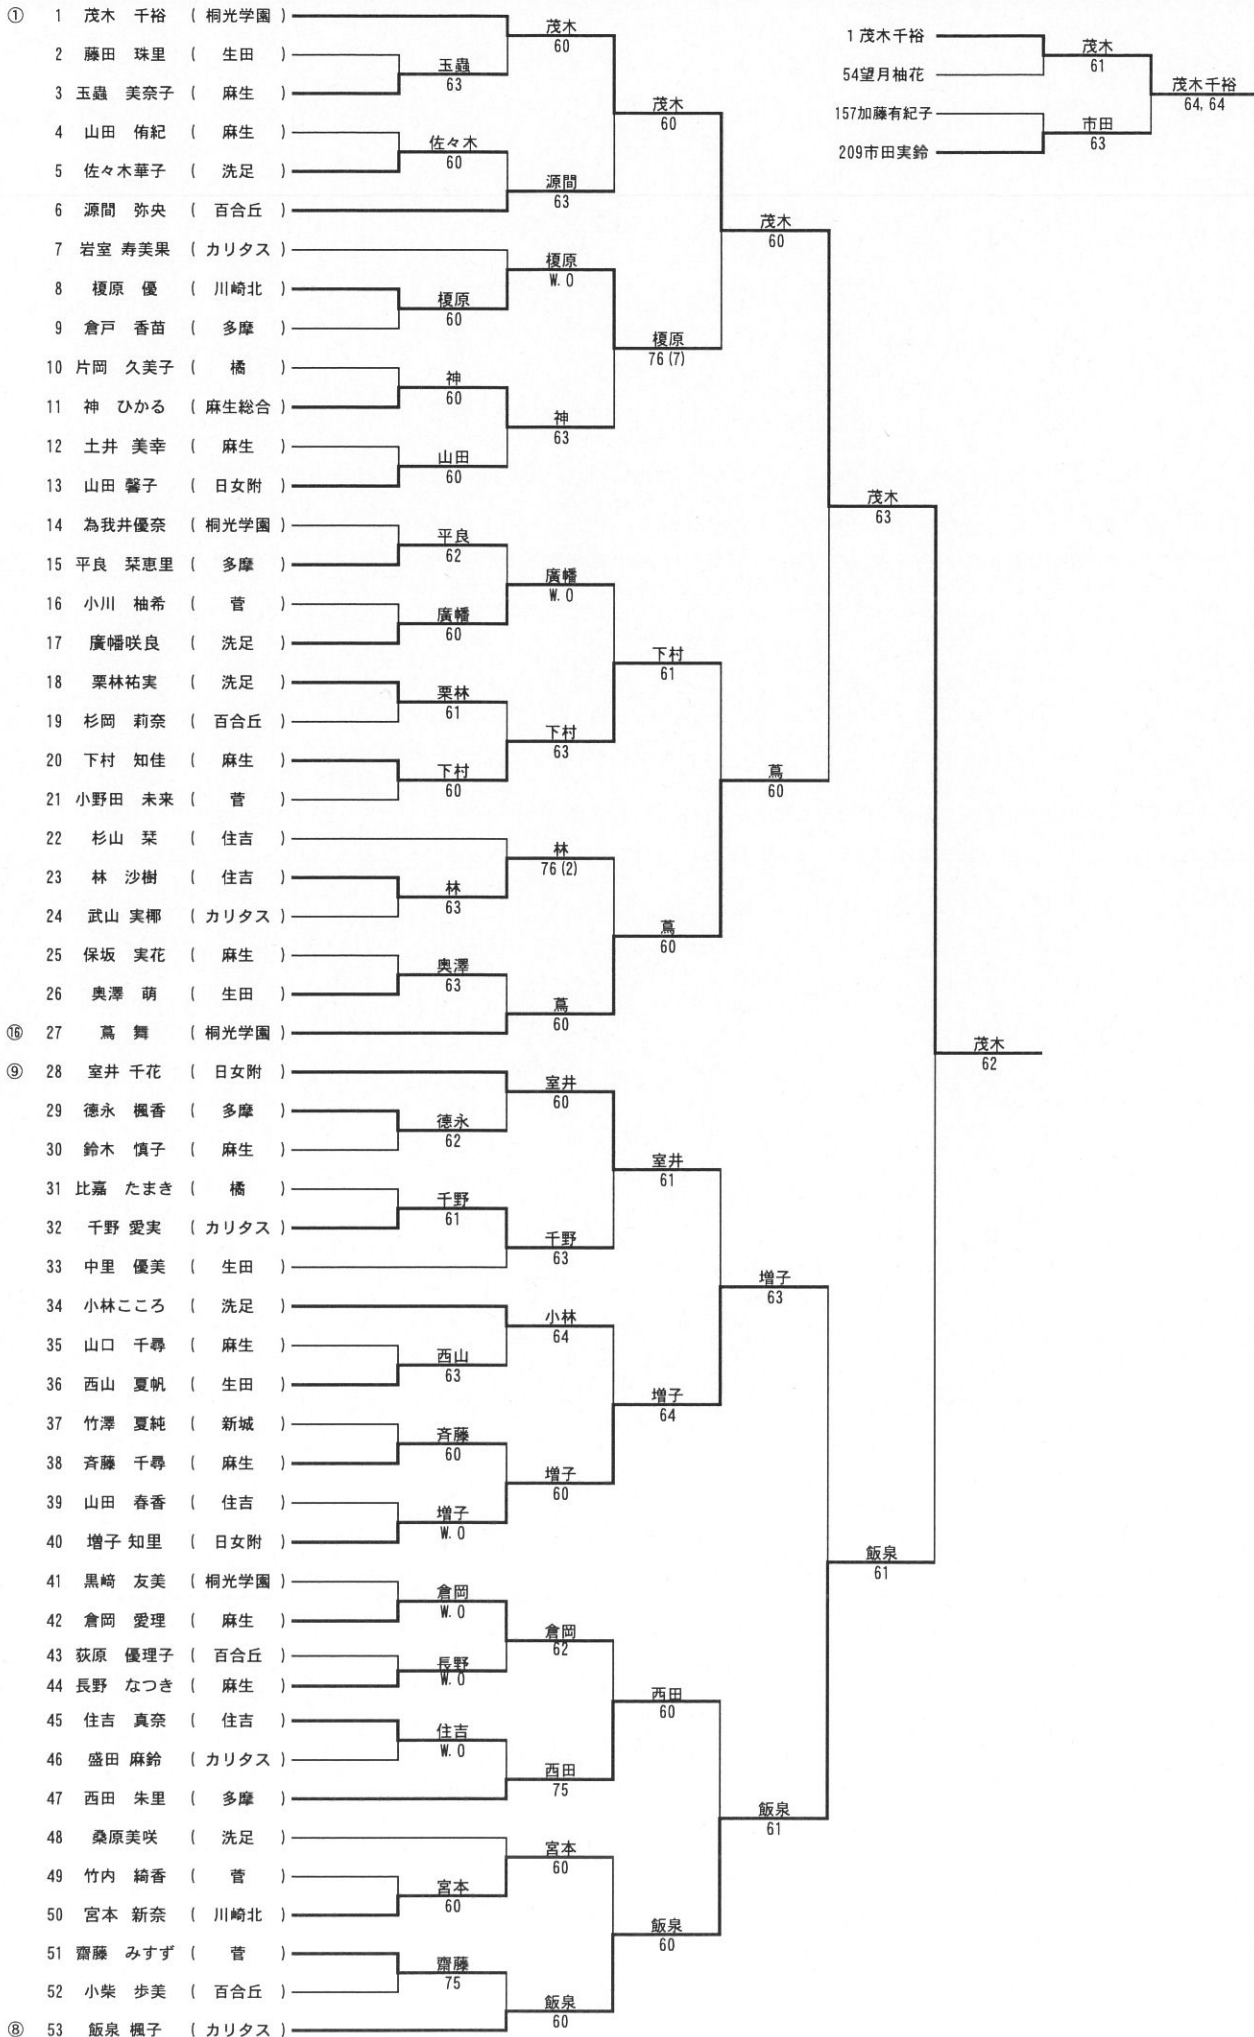 ① 1 茂木 千裕 ( 桐光学園 )
2 藤田 珠里 ( 生田 )
3 玉蟲 美奈子 ( 麻生 )
4 山田 侑紀 ( 麻生 )
5 佐々木華子 ( 洗足 )
6 源間 弥央 ( 百合丘 )
7 岩室 寿美果 ( カリタス )
8 榎原 優 ( 川崎北 )
9 倉戸 香苗 ( 多摩 )
10 片岡 久美子 ( 橘 )
11 神 ひかる ( 麻生総合 )
12 土井 美幸 ( 麻生 )
13 山田 馨子 ( 日女附 )
14 為我井優奈 ( 桐光学園 )
15 平良 栞恵里 ( 多摩 )
16 小川 柚希 ( 菅 )
17 廣幡咲良 ( 洗足 )
18 栗林祐実 ( 洗足 )
19 杉岡 莉奈 ( 百合丘 )
20 下村 知佳 ( 麻生 )
21 小野田 未来 ( 菅 )
22 杉山 栞 ( 住吉 )
23 林 沙樹 ( 住吉 )
24 武山 実椰 ( カリタス )
25 保坂 実花 ( 麻生 )
26 奥澤 萌 ( 生田 )
⑯ 27 蔦 舞 ( 桐光学園 )
⑨ 28 室井 千花 ( 日女附 )
29 德永 楓香 ( 多摩 )
30 鈴木 慎子 ( 麻生 )
31 比嘉 たまき ( 橘 )
32 千野 愛実 ( カリタス )
33 中里 優美 ( 生田 )
34 小林こころ ( 洗足 )
35 山口 千尋 ( 麻生 )
36 西山 夏帆 ( 生田 )
37 竹澤 夏純 ( 新城 )
38 斉藤 千尋 ( 麻生 )
39 山田 春香 ( 住吉 )
40 増子 知里 ( 日女附 )
41 黒﨑 友美 ( 桐光学園 )
42 倉岡 愛理 ( 麻生 )
43 荻原 優理子 ( 百合丘 )
44 長野 なつき ( 麻生 )
45 住吉 真奈 ( 住吉 )
46 盛田 麻鈴 ( カリタス )
47 西田 朱里 ( 多摩 )
48 桑原美咲 ( 洗足 )
49 竹内 綺香 ( 菅 )
50 宮本 新奈 ( 川崎北 )
51 齋藤 みすず ( 菅 )
52 小柴 歩美 ( 百合丘 )
⑧ 53 飯泉 楓子 ( カリタス )
玉蟲
63
佐々木
60
榎原
60
神
60
山田
60
平良
62
廣幡
60
栗林
61
下村
60
林
63
奥澤
63
德永
62
千野
61
西山
63
斉藤
60
増子
W.O
倉岡
W.O
長野
W.O
住吉
W.O
宮本
60
齋藤
75
茂木
60
源間
63
榎原
W.O
神
63
廣幡
W.O
下村
63
林
76(2)
蔦
60
室井
60
千野
63
小林
64
増子
60
倉岡
62
西田
75
宮本
60
飯泉
60
茂木
60
榎原
76(7)
下村
61
蔦
60
室井
61
増子
64
西田
60
飯泉
60
茂木
60
蔦
60
増子
63
飯泉
61
茂木
63
飯泉
61
茂木
62
1 茂木千裕
54望月柚花
157加藤有紀子
209市田実鈴
茂木
61
市田
63
茂木千裕
64, 64